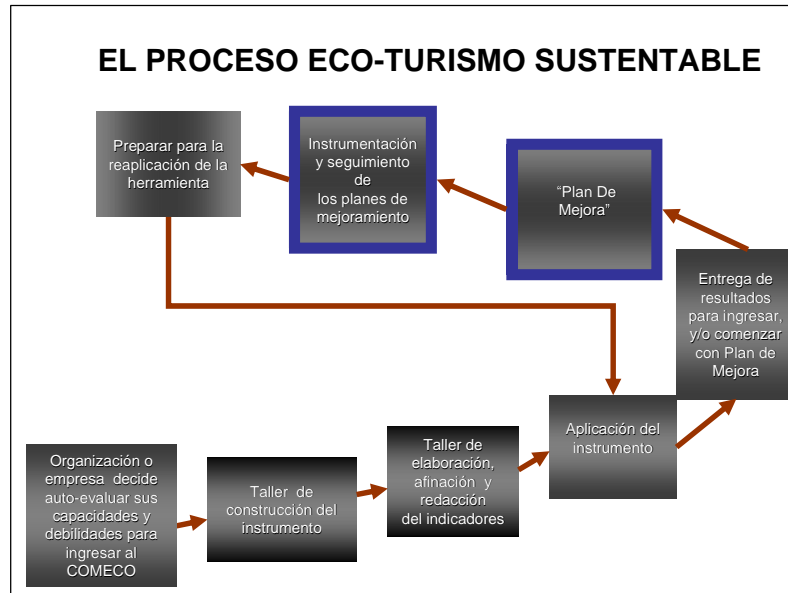 EL PROCESO ECO-TURISMO SUSTENTABLE
Preparar para la
reaplicación de la
herramienta
Instrumentación
y seguimiento
de
los planes de
mejoramiento
“Plan De
Mejora”
Entrega de
resultados
para ingresar,
y/o comenzar
con Plan de
Mejora
Aplicación del
instrumento
Taller de
elaboración,
afinación y
redacción
del indicadores
Taller de
construcción del
instrumento
Organización o
empresa decide
auto-evaluar sus
capacidades y
debilidades para
ingresar al
COMECO